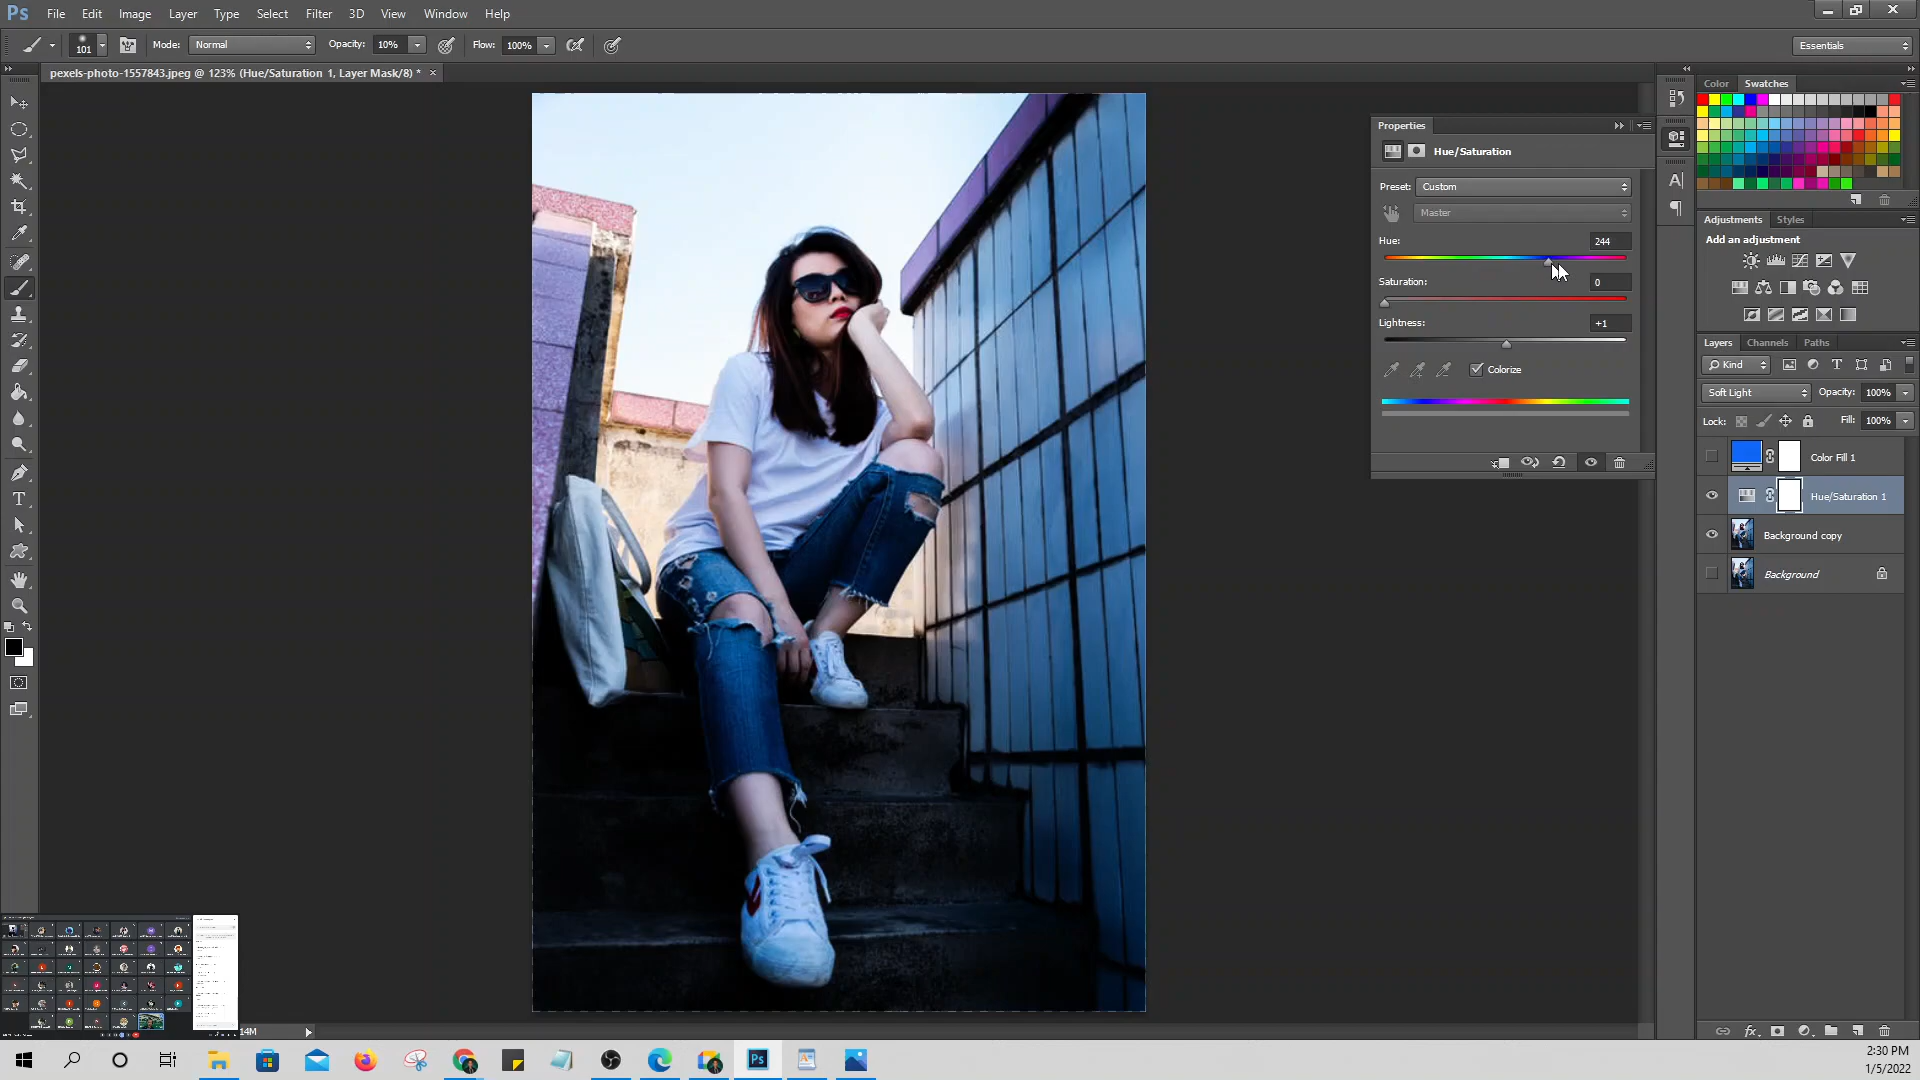 Ps File Edit Image Layer Type Select Filter 3D View Window Help
101 Mode: Normal Opacity: 10% Flow: 100% Essentials
pexels-photo-1557843.jpeg @ 123% (Hue/Saturation 1, Layer Mask/8) * ×
Color Swatches
Properties
Hue/Saturation
Preset: Custom
Master
Hue: 244
Saturation: 0
Lightness: +1
Colorize
Adjustments Styles
Add an adjustment
Layers Channels Paths
Kind
Soft Light Opacity: 100%
Lock: Fill: 100%
Color Fill 1
Hue/Saturation 1
Background copy
Background
14M
Ps
2:30 PM
1/5/2022